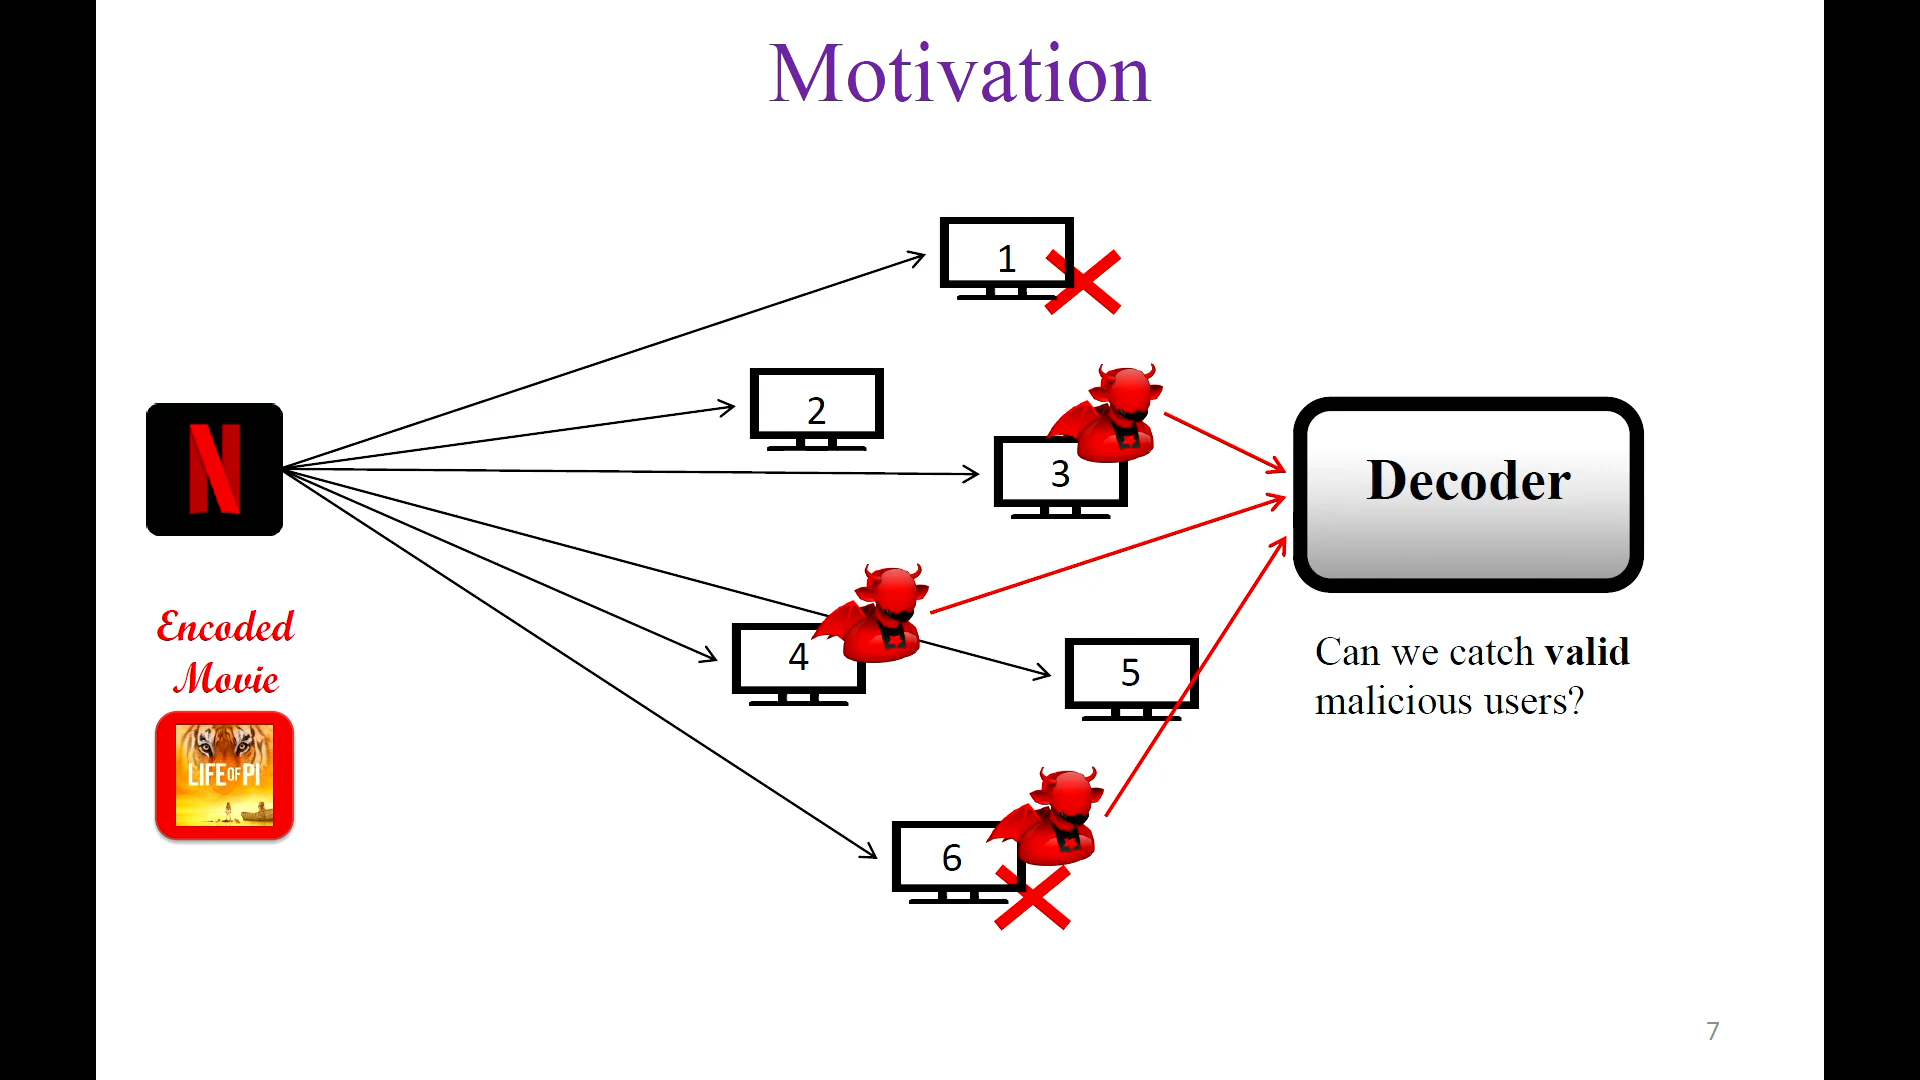 Motivation
1
2
3
Decoder
N
Encoded
Movie
4
5
Can we catch valid
malicious users?
LIFE OF PI
6
7